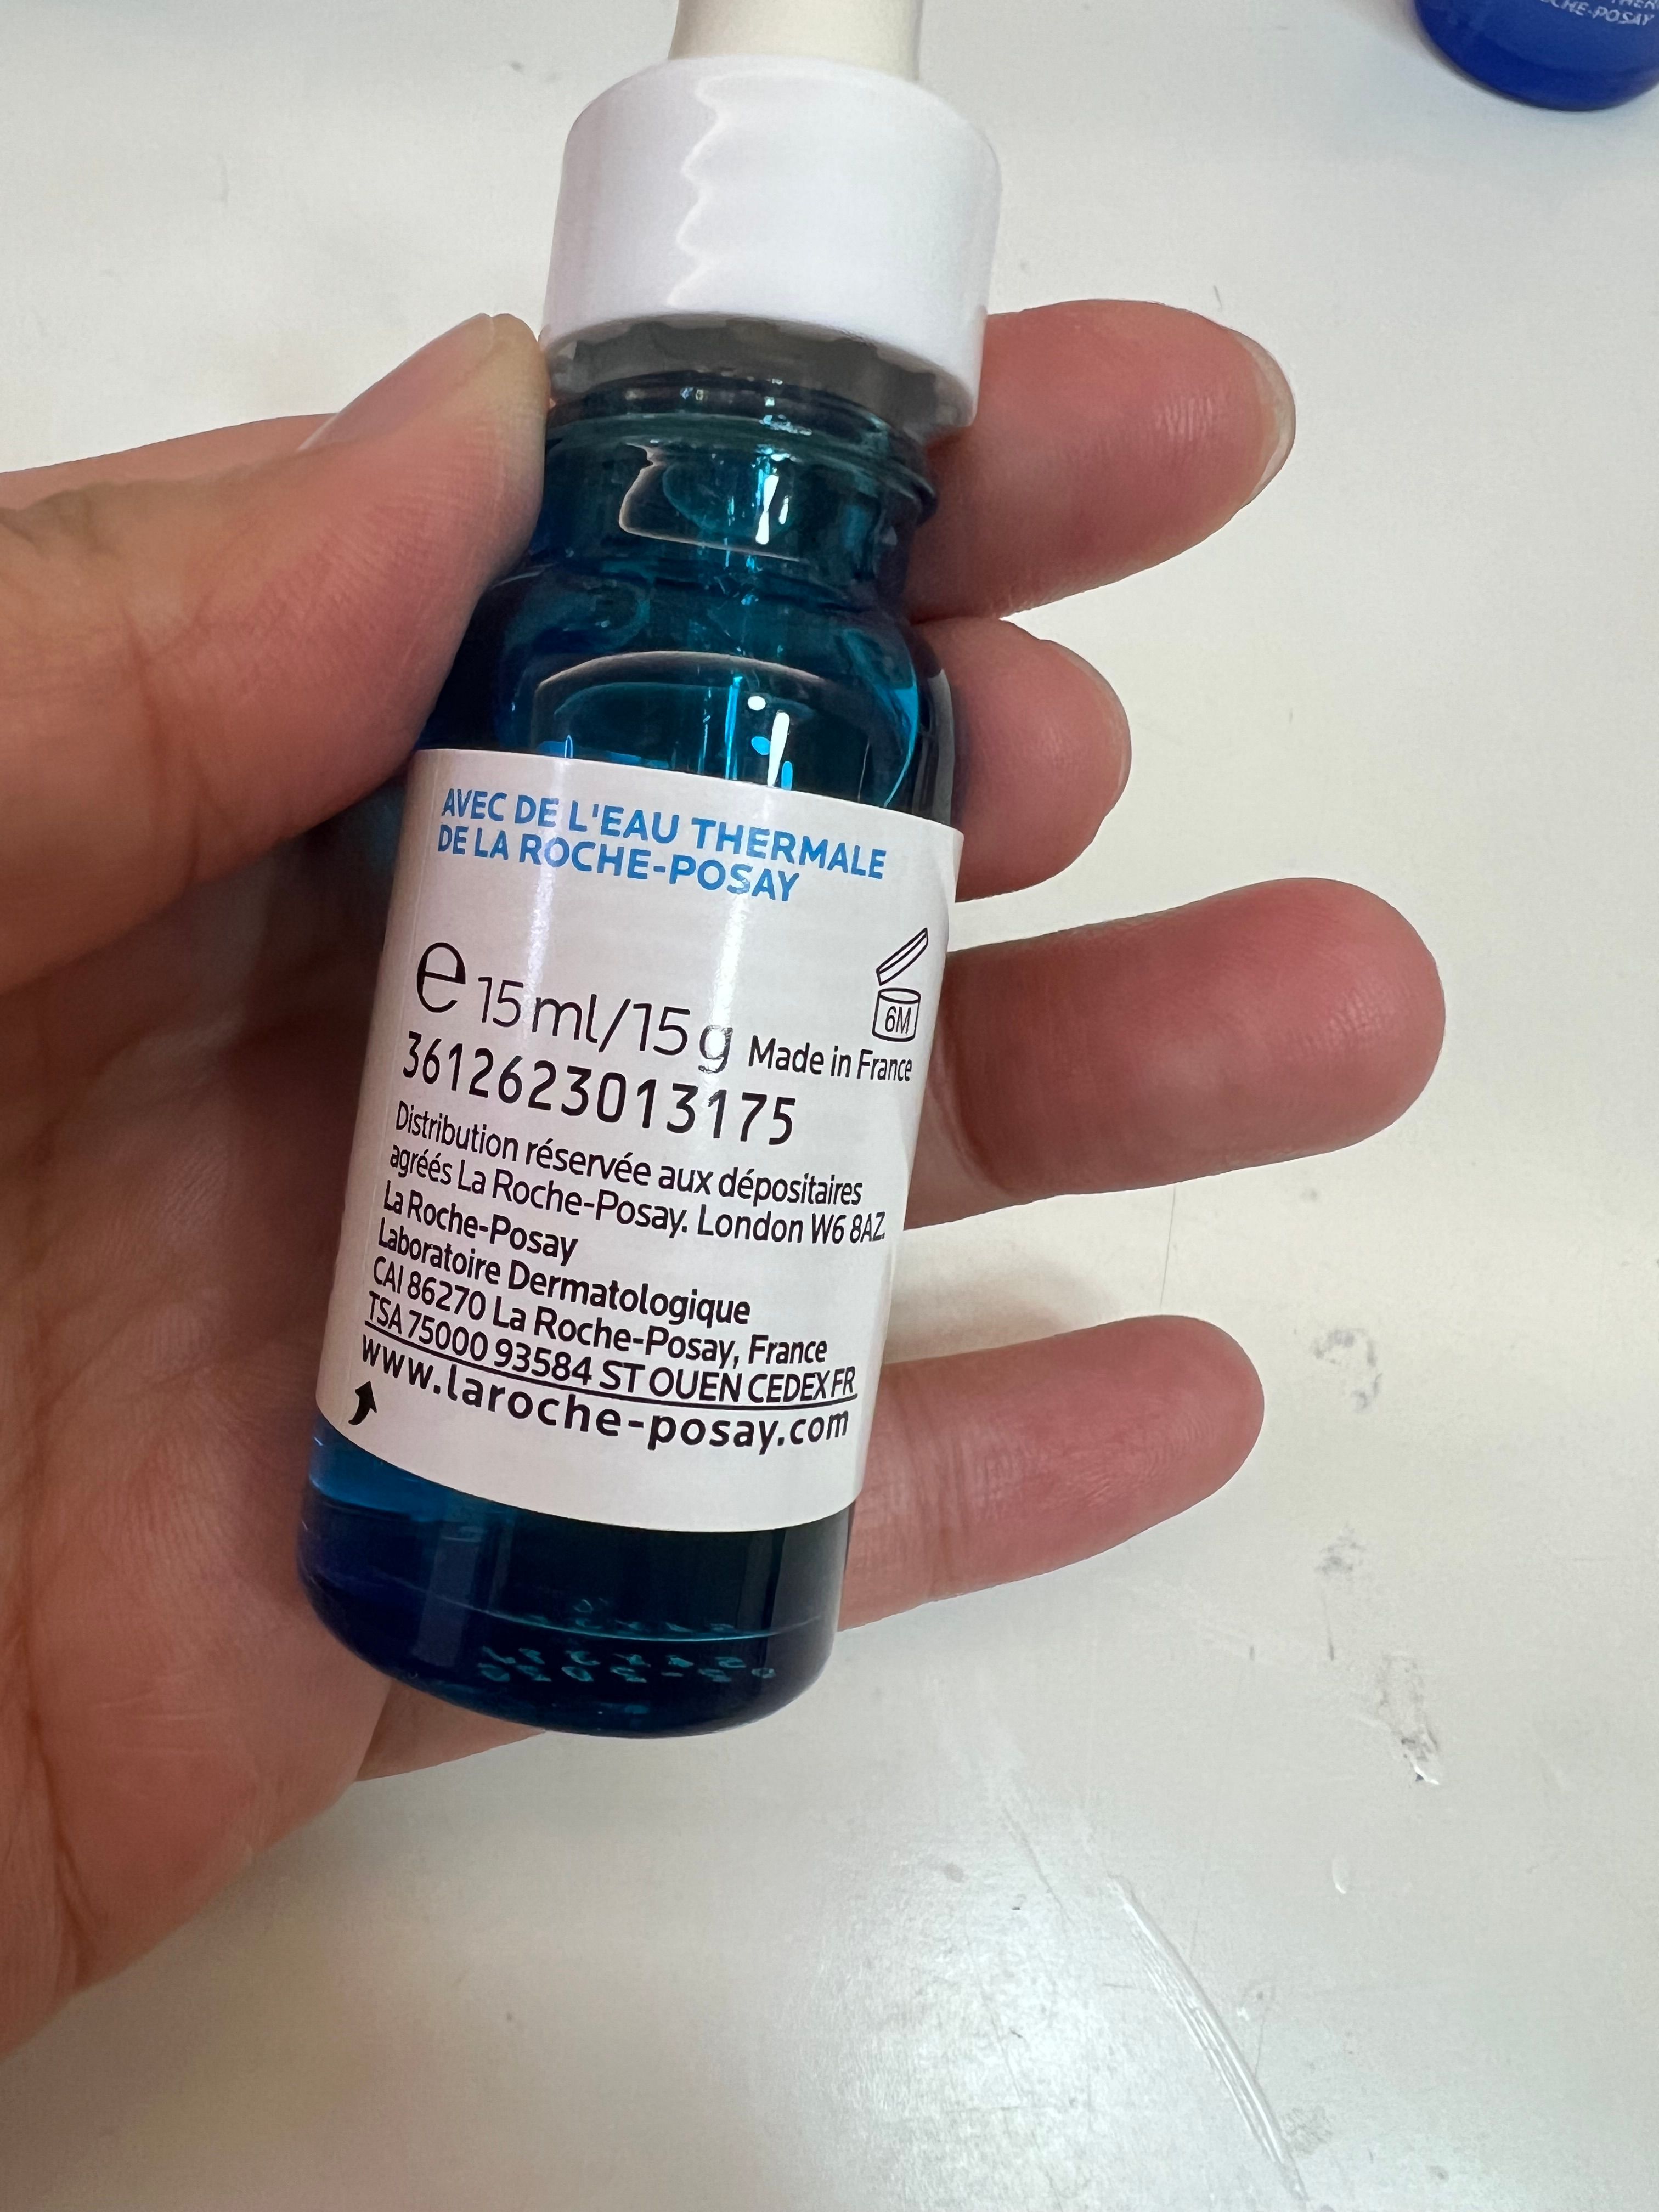 CHE-POSAY
AVEC DE L'EAU THERMALE
DE LA ROCHE-POSAY
6M
e 15 ml/15 g Made in France
3612623013175
Distribution réservée aux dépositaires
agréés La Roche-Posay. London W6 8AZ.
La Roche-Posay
Laboratoire Dermatologique
CAI 86270 La Roche-Posay, France
TSA 75000 93584 ST OUEN CEDEX FR
www.laroche-posay.com